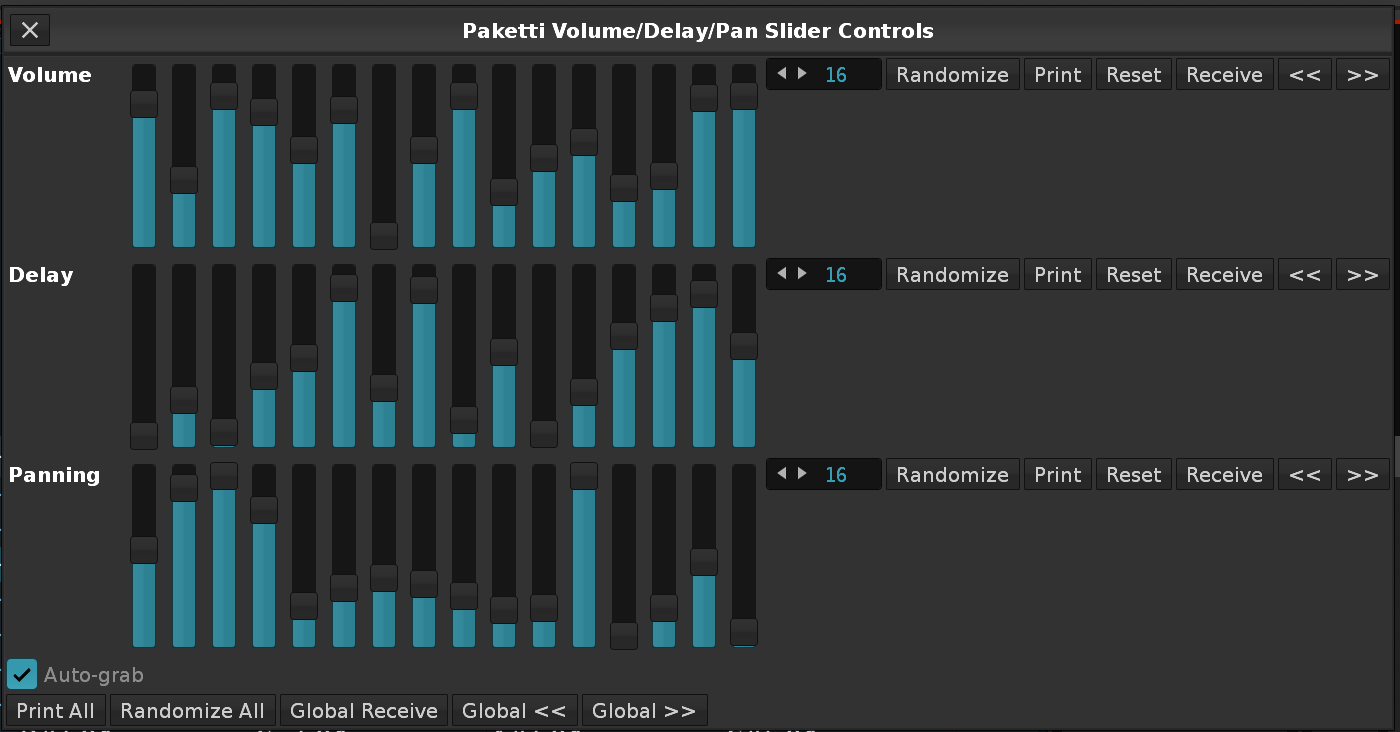 Paketti Volume/Delay/Pan Slider Controls
Volume 16 Randomize Print Reset Receive << >>
Delay 16 Randomize Print Reset Receive << >>
Panning 16 Randomize Print Reset Receive << >>
Auto-grab
Print All Randomize All Global Receive Global << Global >>